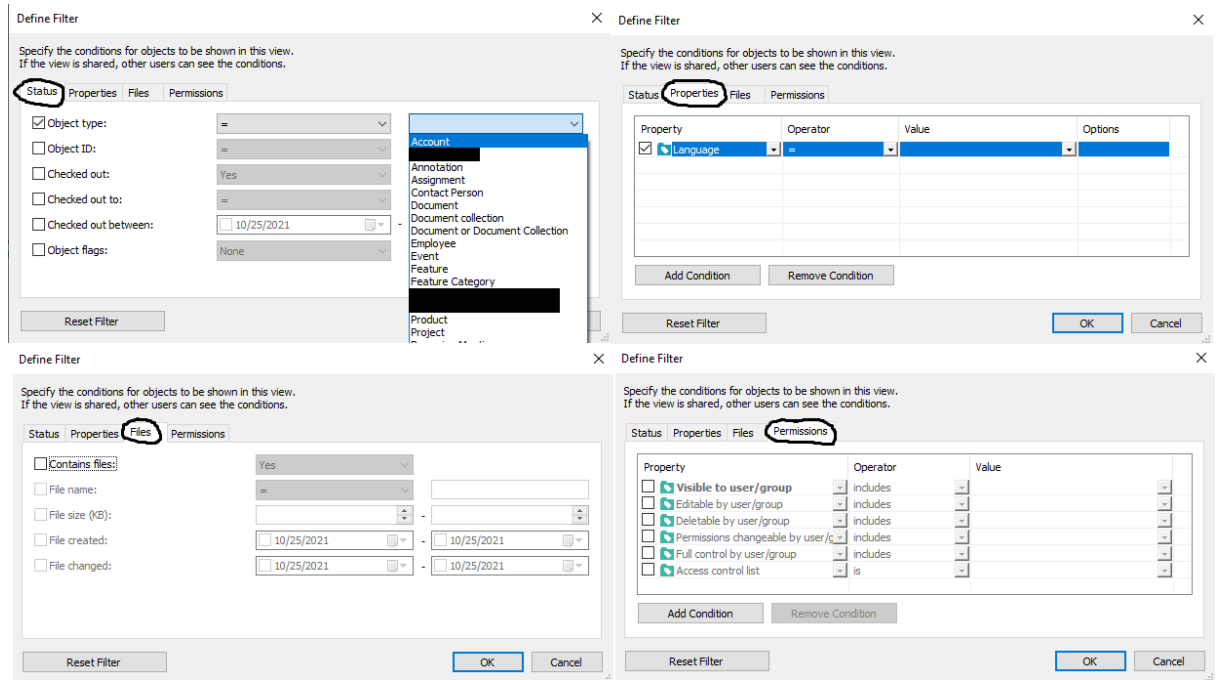 Define Filter
Specify the conditions for objects to be shown in this view.
If the view is shared, other users can see the conditions.
Status Properties Files Permissions
Object type: =
Object ID: =
Checked out: Yes
Checked out to: =
Checked out between: 10/25/2021 -
Object flags: None
Account
Annotation
Assignment
Contact Person
Document
Document collection
Document or Document Collection
Employee
Event
Feature
Feature Category
Product
Project
Reset Filter
Define Filter
Specify the conditions for objects to be shown in this view.
If the view is shared, other users can see the conditions.
Status Properties Files Permissions
Property Operator Value Options
Language =
Add Condition Remove Condition
Reset Filter OK Cancel
Define Filter
Specify the conditions for objects to be shown in this view.
If the view is shared, other users can see the conditions.
Status Properties Files Permissions
Contains files: Yes
File name: =
File size (KB): -
File created: 10/25/2021 - 10/25/2021
File changed: 10/25/2021 - 10/25/2021
Reset Filter OK Cancel
Define Filter
Specify the conditions for objects to be shown in this view.
If the view is shared, other users can see the conditions.
Status Properties Files Permissions
Property Operator Value
Visible to user/group includes
Editable by user/group includes
Deletable by user/group includes
Permissions changeable by user/g includes
Full control by user/group includes
Access control list is
Add Condition Remove Condition
Reset Filter OK Cancel